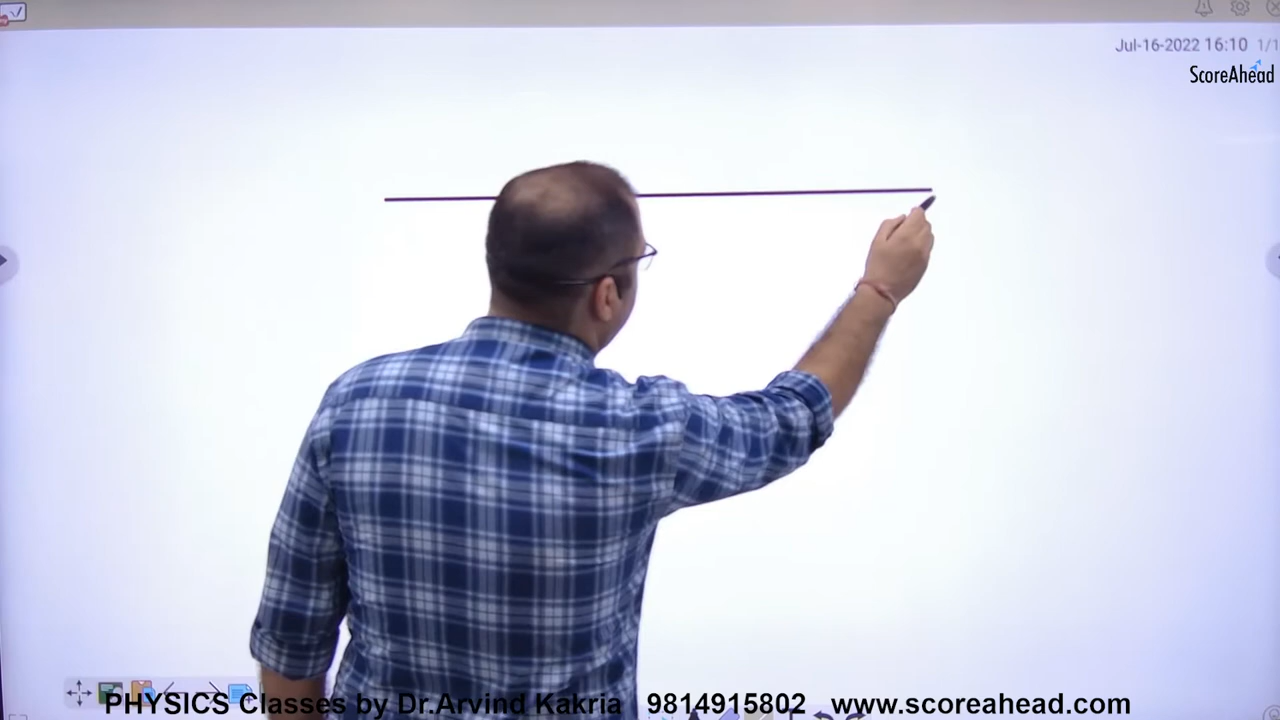 Jul-16-2022 16:10 1/1
ScoreAhead
PHYSICS Classes by Dr.Arvind Kakria 9814915802 www.scoreahead.com